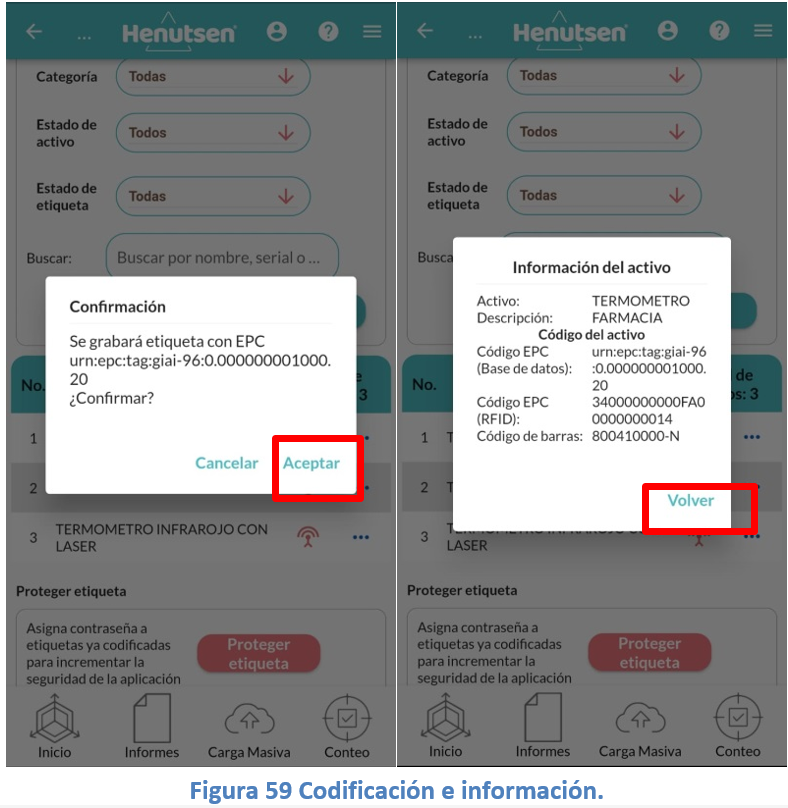 ...
Henutsen
Categoría
Todas
Estado de
activo
Todos
Estado de
etiqueta
Todas
Buscar:
Buscar por nombre, serial o ...
Confirmación
Se grabará etiqueta con EPC
urn:epc:tag:giai-96:0.000000001000.
20
¿Confirmar?
Cancelar
Aceptar
No.
e
3
1
...
2
3
TERMOMETRO INFRAROJO CON
LASER
...
Proteger etiqueta
Asigna contraseña a
etiquetas ya codificadas
para incrementar la
seguridad de la aplicación
Proteger
etiqueta
Inicio
Informes
Carga Masiva
Conteo
...
Henutsen
Categoría
Todas
Estado de
activo
Todos
Estado de
etiqueta
Todas
Busca
Información del activo
Activo:
TERMOMETRO
Descripción:
FARMACIA
Código del activo
Código EPC
(Base de datos):
urn:epc:tag:giai-96
:0.000000001000.
20
Código EPC
(RFID):
34000000000FA0
0000000014
Código de barras:
800410000-N
Volver
No.
de
os: 3
1
T
...
2
T
3
LASER
...
Proteger etiqueta
Asigna contraseña a
etiquetas ya codificadas
para incrementar la
seguridad de la aplicación
Proteger
etiqueta
Inicio
Informes
Carga Masiva
Conteo
Figura 59 Codificación e información.